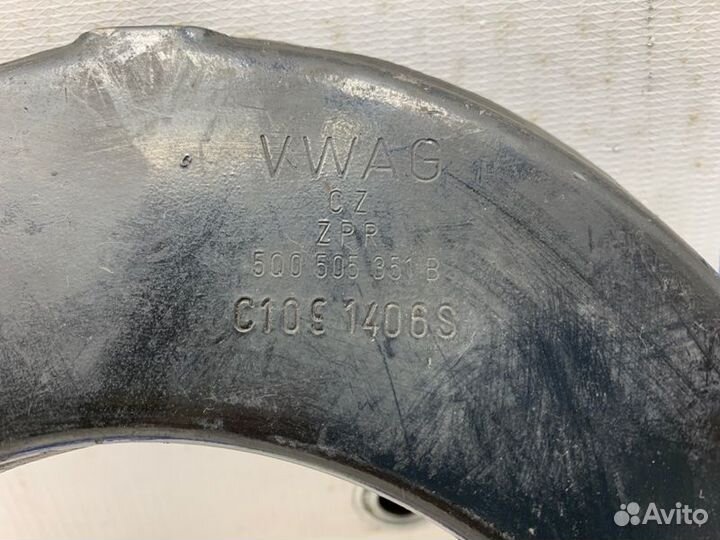 VWAG
CZ
ZPR
5Q0 505 351 B
C109 1406S
Avito